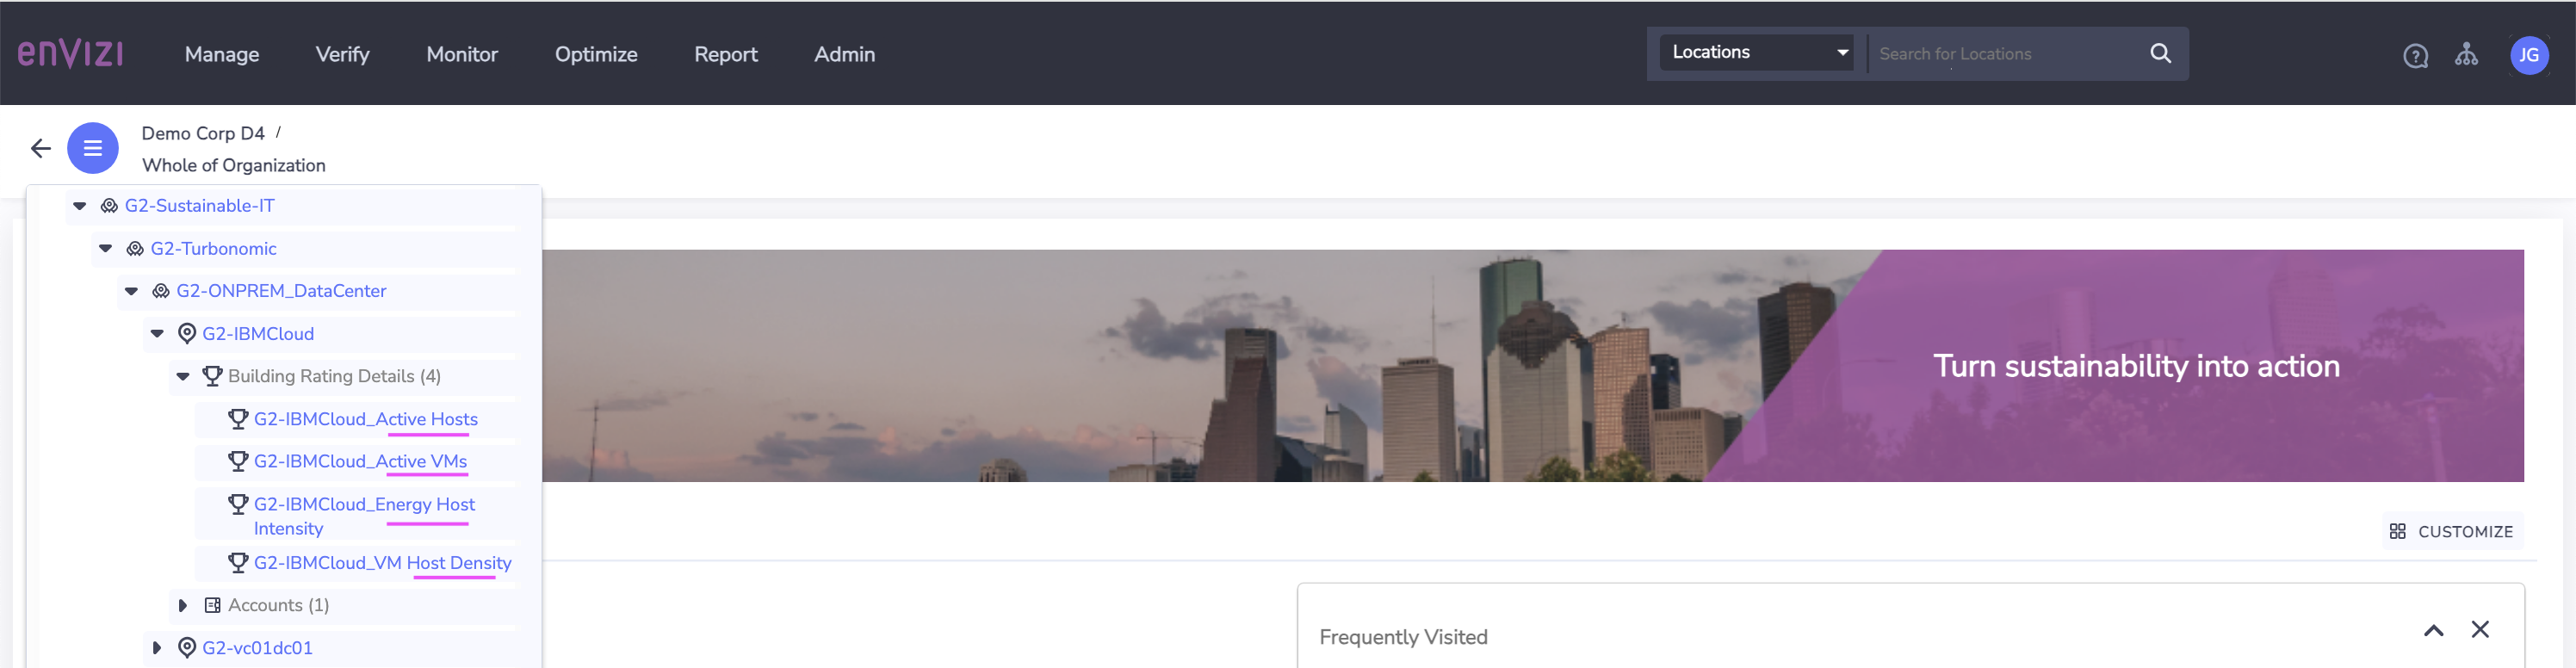 enVIZI
Manage Verify Monitor Optimize Report Admin
Locations Search for Locations
JG
Demo Corp D4 /
Whole of Organization
G2-Sustainable-IT
G2-Turbonomic
G2-ONPREM_DataCenter
G2-IBMCloud
Building Rating Details (4)
G2-IBMCloud_Active Hosts
G2-IBMCloud_Active VMs
G2-IBMCloud_Energy Host
Intensity
G2-IBMCloud_VM Host Density
Accounts (1)
G2-vc01dc01
Turn sustainability into action
CUSTOMIZE
Frequently Visited